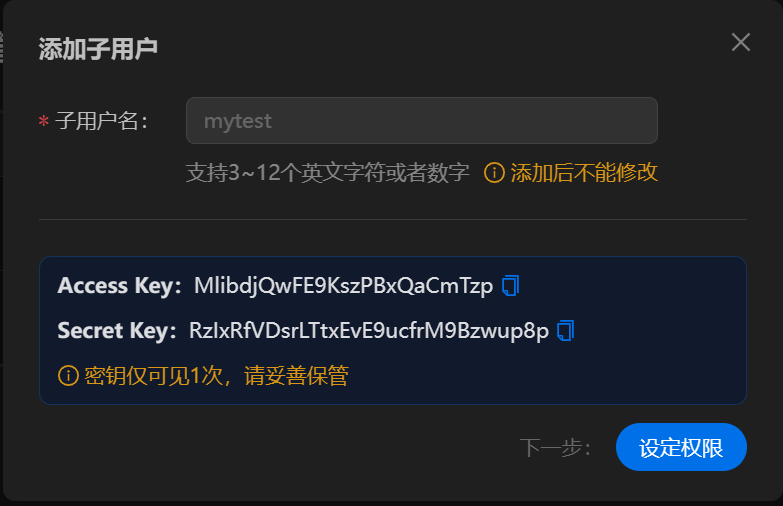 添加子用户
* 子用户名： mytest
支持3~12个英文字符或者数字 添加后不能修改
Access Key： MlibdjQwFE9KszPBxQaCmTzp
Secret Key： RzIxRfVDsrLTtxEvE9ucfrM9Bzwup8p
密钥仅可见1次，请妥善保管
下一步： 设定权限